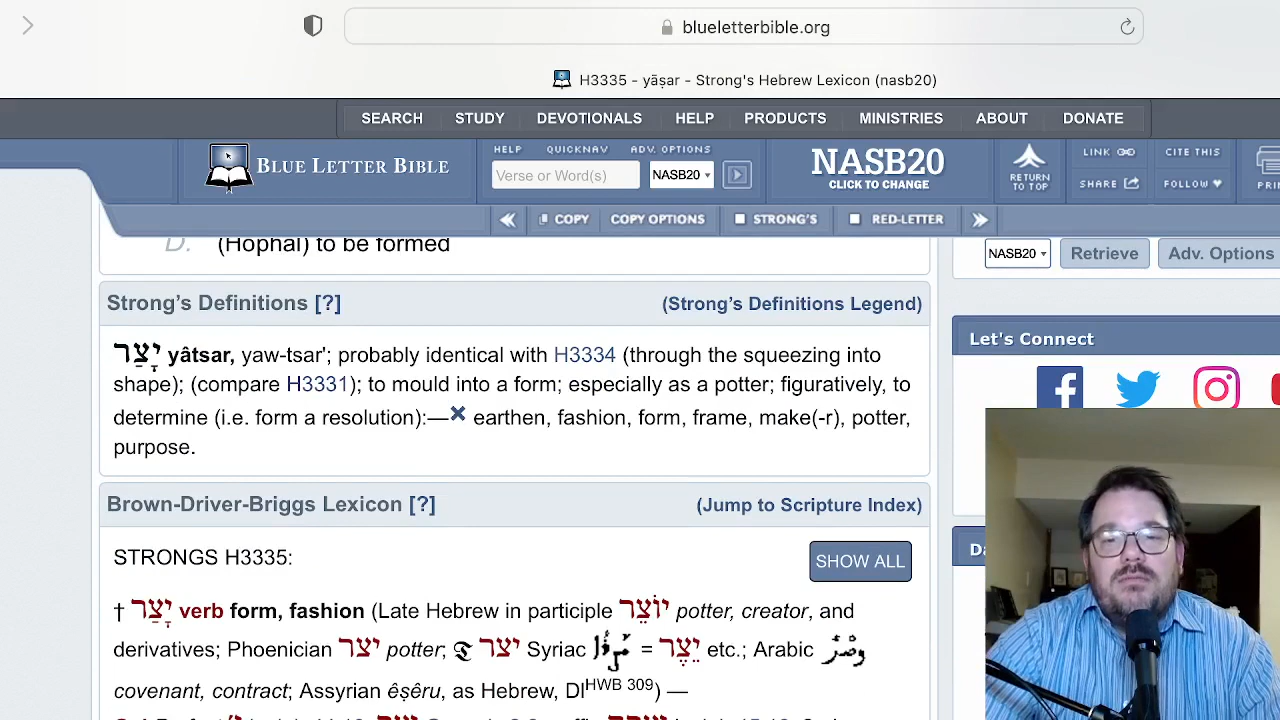 blueletterbible.org
H3335 - yāṣar - Strong's Hebrew Lexicon (nasb20)
SEARCH STUDY DEVOTIONALS HELP PRODUCTS MINISTRIES ABOUT DONATE
BLUE LETTER BIBLE
HELP QUICKNAV ADV. OPTIONS
Verse or Word(s) NASB20
NASB20
CLICK TO CHANGE
RETURN
TO TOP
LINK CITE THIS
SHARE FOLLOW
COPY COPY OPTIONS STRONG'S RED-LETTER
D. (Hophal) to be formed
NASB20 Retrieve Adv. Options
Strong's Definitions [?] (Strong's Definitions Legend)
יָצַר yâtsar, yaw-tsar'; probably identical with H3334 (through the squeezing into
shape); (compare H3331); to mould into a form; especially as a potter; figuratively, to
determine (i.e. form a resolution):—× earthen, fashion, form, frame, make(-r), potter,
purpose.
Let's Connect
Brown-Driver-Briggs Lexicon [?] (Jump to Scripture Index)
STRONGS H3335:
SHOW ALL
† יָצַר verb form, fashion (Late Hebrew in participle יוֹצֵר potter, creator, and
derivatives; Phoenician יצר potter; 𝔗 יצר Syriac = יֵצֶר etc.; Arabic
covenant, contract; Assyrian êṣêru, as Hebrew, Dl HWB 309) —